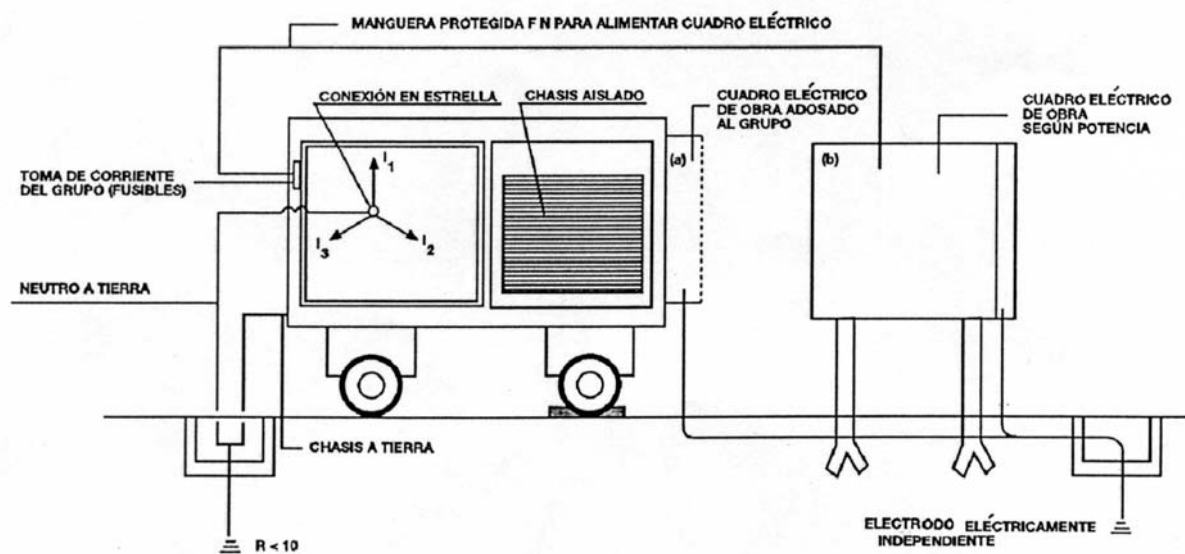 MANGUERA PROTEGIDA F N PARA ALIMENTAR CUADRO ELÉCTRICO
CONEXIÓN EN ESTRELLA
CHASIS AISLADO
CUADRO ELÉCTRICO
DE OBRA ADOSADO
AL GRUPO
CUADRO ELÉCTRICO
DE OBRA
SEGÚN POTENCIA
(a)
(b)
TOMA DE CORRIENTE
DEL GRUPO (FUSIBLES)
I1
I3
I2
NEUTRO A TIERRA
CHASIS A TIERRA
R < 10
ELECTRODO ELÉCTRICAMENTE
INDEPENDIENTE